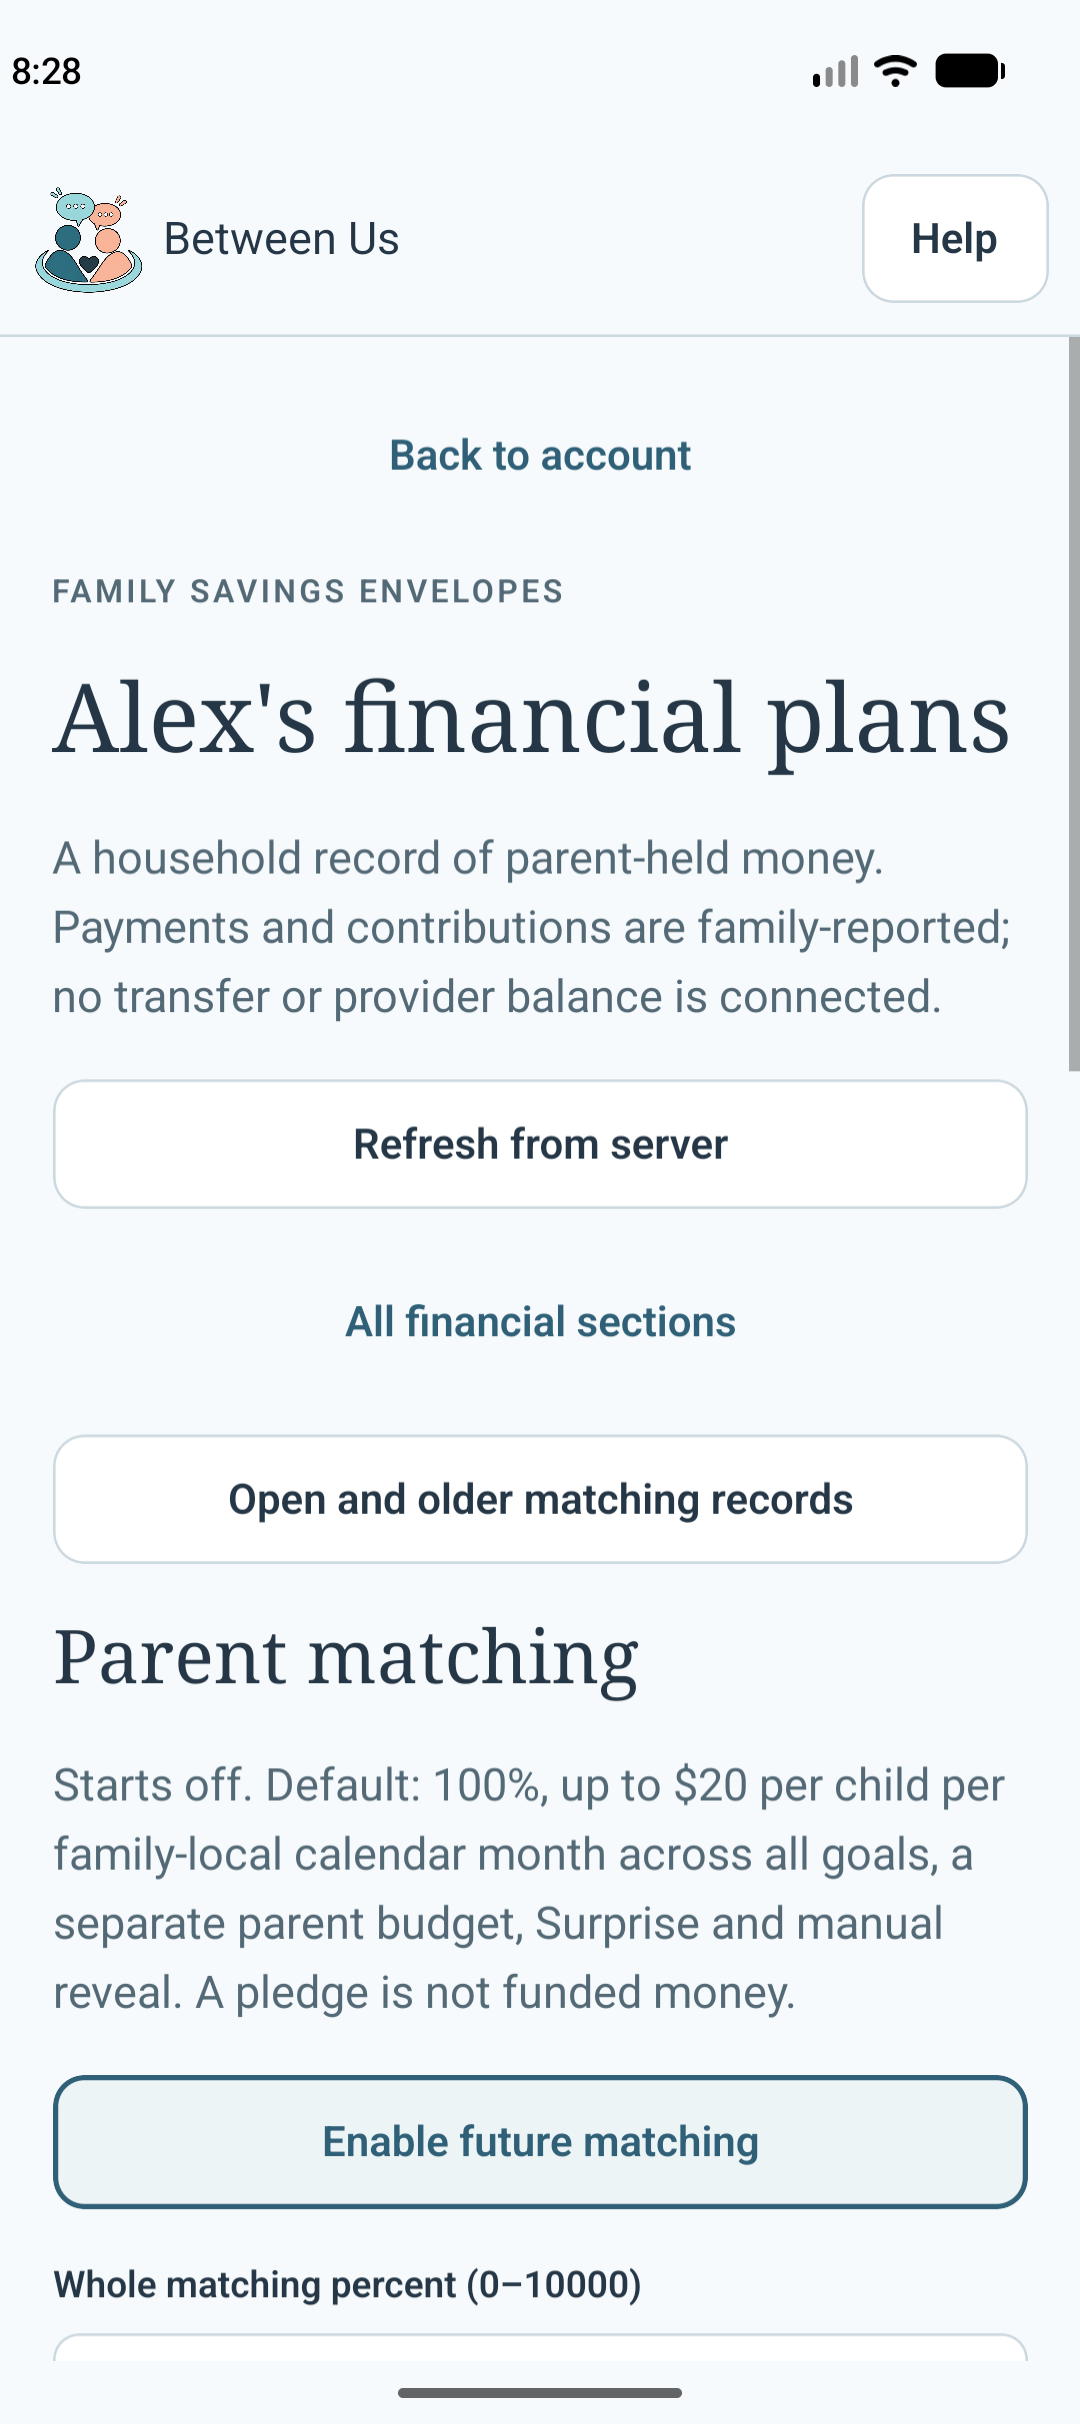 8:28
Between Us
Help
Back to account
FAMILY SAVINGS ENVELOPES
Alex's financial plans
A household record of parent-held money.
Payments and contributions are family-reported;
no transfer or provider balance is connected.
Refresh from server
All financial sections
Open and older matching records
Parent matching
Starts off. Default: 100%, up to $20 per child per
family-local calendar month across all goals, a
separate parent budget, Surprise and manual
reveal. A pledge is not funded money.
Enable future matching
Whole matching percent (0–10000)